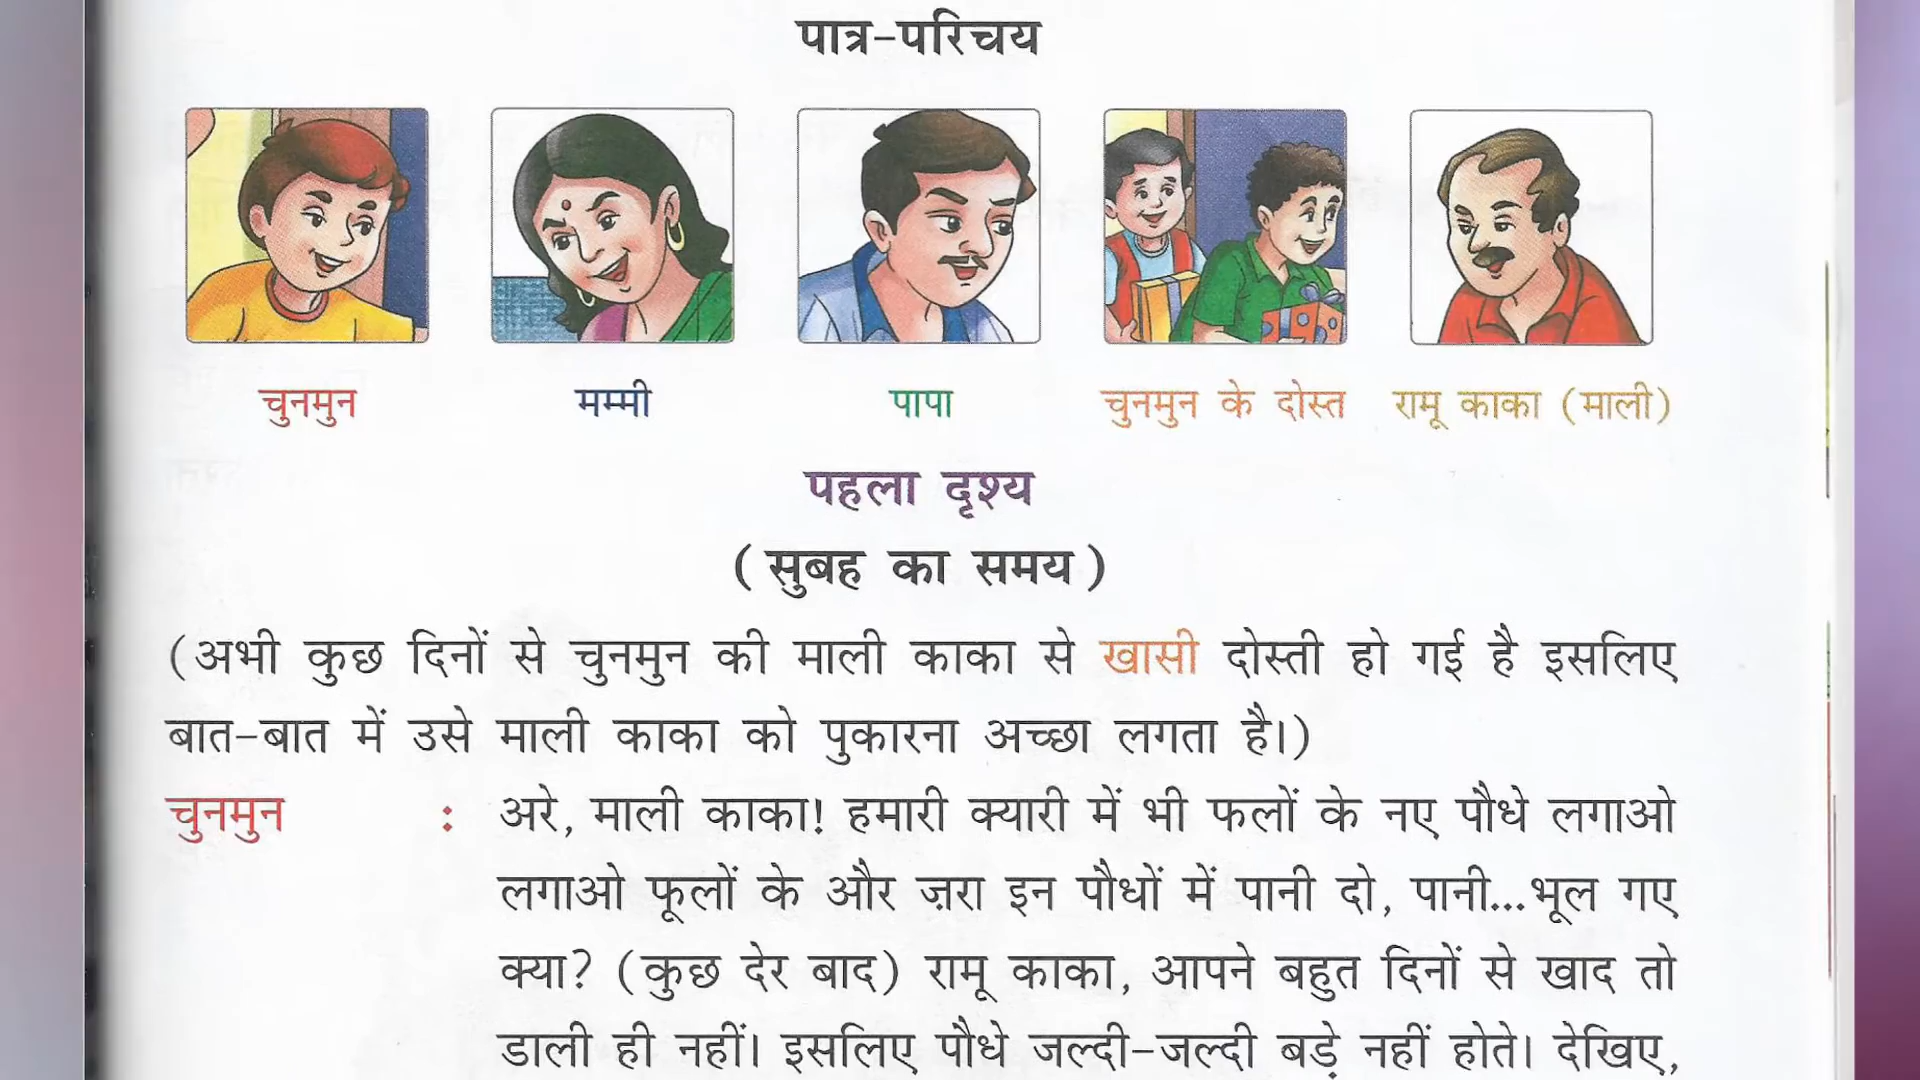 पात्र-परिचय
चुनमुन
मम्मी
पापा
चुनमुन के दोस्त
रामू काका (माली)
पहला दृश्य
(सुबह का समय)
(अभी कुछ दिनों से चुनमुन की माली काका से खासी दोस्ती हो गई है इसलिए
बात-बात में उसे माली काका को पुकारना अच्छा लगता है।)
चुनमुन : अरे, माली काका! हमारी क्यारी में भी फलों के नए पौधे लगाओ
लगाओ फूलों के और ज़रा इन पौधों में पानी दो, पानी...भूल गए
क्या? (कुछ देर बाद) रामू काका, आपने बहुत दिनों से खाद तो
डाली ही नहीं। इसलिए पौधे जल्दी-जल्दी बड़े नहीं होते। देखिए,